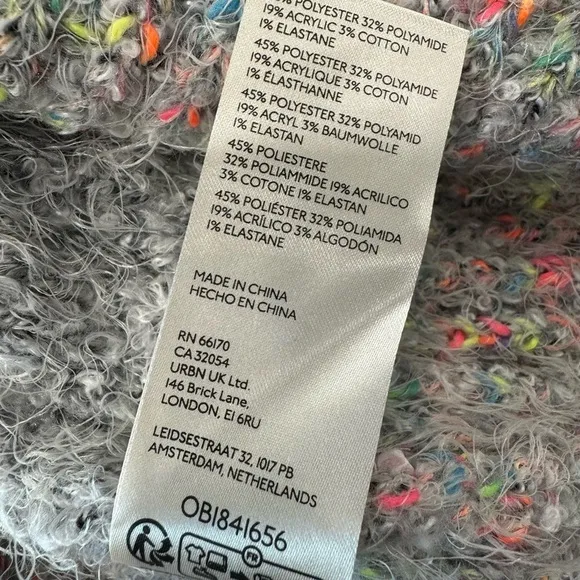 % POLYESTER 32% POLYAMIDE
19% ACRYLIC 3% COTTON
1% ELASTANE
45% POLYESTER 32% POLYAMIDE
19% ACRYLIQUE 3% COTON
1% ELASTHANNE
45% POLYESTER 32% POLYAMID
19% ACRYL 3% BAUMWOLLE
1% ELASTAN
45% POLIESTERE
32% POLIAMMIDE 19% ACRILICO
3% COTONE 1% ELASTAN
45% POLIÉSTER 32% POLIAMIDA
19% ACRÍLICO 3% ALGODÓN
1% ELASTANE
MADE IN CHINA
HECHO EN CHINA
RN 66170
CA 32054
URBN UK Ltd.
146 Brick Lane,
LONDON, E1 6RU
LEIDSESTRAAT 32, 1017 PB
AMSTERDAM, NETHERLANDS
OB1841656
FR